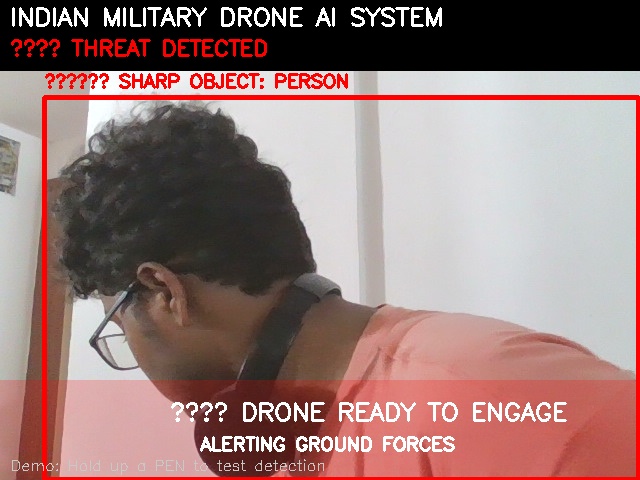 INDIAN MILITARY DRONE AI SYSTEM
???? THREAT DETECTED
?????? SHARP OBJECT: PERSON
???? DRONE READY TO ENGAGE
ALERTING GROUND FORCES
Demo: Hold up a PEN to test detection